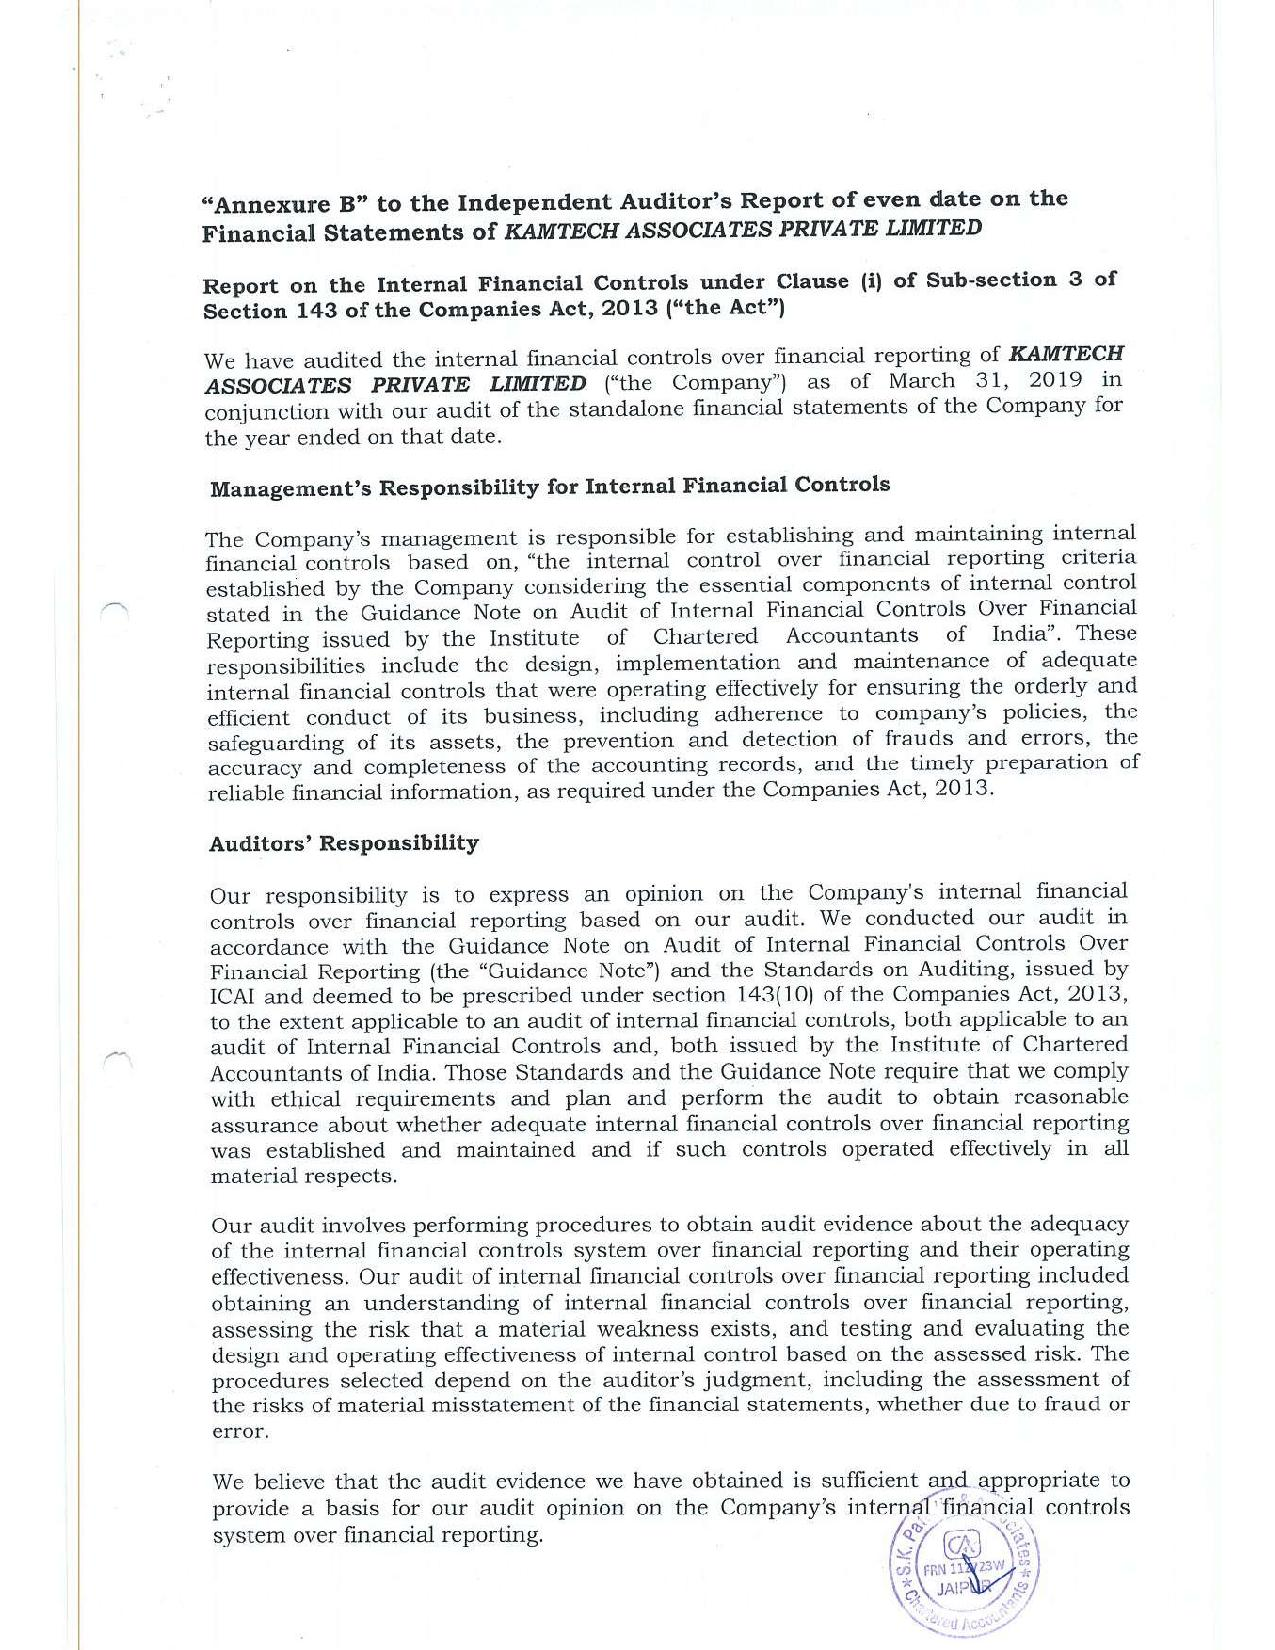 “Annexure B” to the Independent Auditor’s Report of even date on the
Financial Statements of KAMTECH ASSOCIATES PRIVATE LIMITED
Report on the Internal Financial Controls under Clause (i) of Sub-section 3 of
Section 143 of the Companies Act, 2013 (“the Act”)
We have audited the internal financial controls over financial reporting of KAMTECH
ASSOCIATES PRIVATE LIMITED (“the Company”) as of March 31, 2019 in
conjunction with our audit of the standalone financial statements of the Company for
the year ended on that date.
Management’s Responsibility for Internal Financial Controls
The Company’s management is responsible for establishing and maintaining internal
financial controls based on, “the internal control over financial reporting criteria
established by the Company considering the essential components of internal control
stated in the Guidance Note on Audit of Internal Financial Controls Over Financial
Reporting issued by the Institute of Chartered Accountants of India”. These
responsibilities include the design, implementation and maintenance of adequate
internal financial controls that were operating effectively for ensuring the orderly and
efficient conduct of its business, including adherence to company’s policies, the
safeguarding of its assets, the prevention and detection of frauds and errors, the
accuracy and completeness of the accounting records, and the timely preparation of
reliable financial information, as required under the Companies Act, 2013.
Auditors’ Responsibility
Our responsibility is to express an opinion on the Company's internal financial
controls over financial reporting based on our audit. We conducted our audit in
accordance with the Guidance Note on Audit of Internal Financial Controls Over
Financial Reporting (the “Guidance Note”) and the Standards on Auditing, issued by
ICAI and deemed to be prescribed under section 143(10) of the Companies Act, 2013,
to the extent applicable to an audit of internal financial controls, both applicable to an
audit of Internal Financial Controls and, both issued by the Institute of Chartered
Accountants of India. Those Standards and the Guidance Note require that we comply
with ethical requirements and plan and perform the audit to obtain reasonable
assurance about whether adequate internal financial controls over financial reporting
was established and maintained and if such controls operated effectively in all
material respects.
Our audit involves performing procedures to obtain audit evidence about the adequacy
of the internal financial controls system over financial reporting and their operating
effectiveness. Our audit of internal financial controls over financial reporting included
obtaining an understanding of internal financial controls over financial reporting,
assessing the risk that a material weakness exists, and testing and evaluating the
design and operating effectiveness of internal control based on the assessed risk. The
procedures selected depend on the auditor’s judgment, including the assessment of
the risks of material misstatement of the financial statements, whether due to fraud or
error.
We believe that the audit evidence we have obtained is sufficient and appropriate to
provide a basis for our audit opinion on the Company’s internal financial controls
system over financial reporting.
S.K.
CA
FRN
JAIPUR
Chartered Accountants